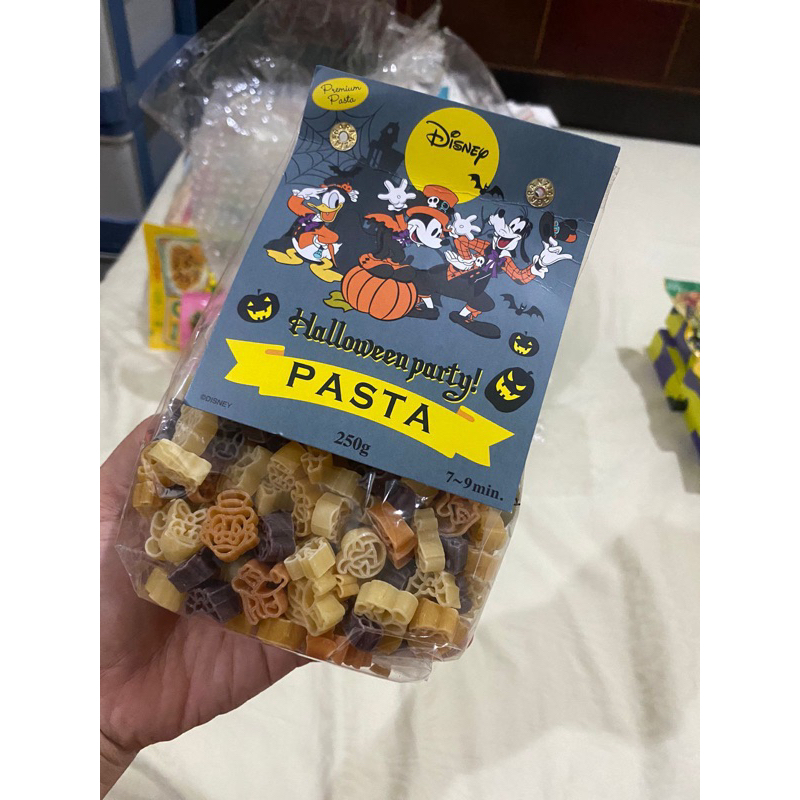 Premium
Pasta
Disney
Halloween party!
PASTA
©DISNEY
250g
7~9min.